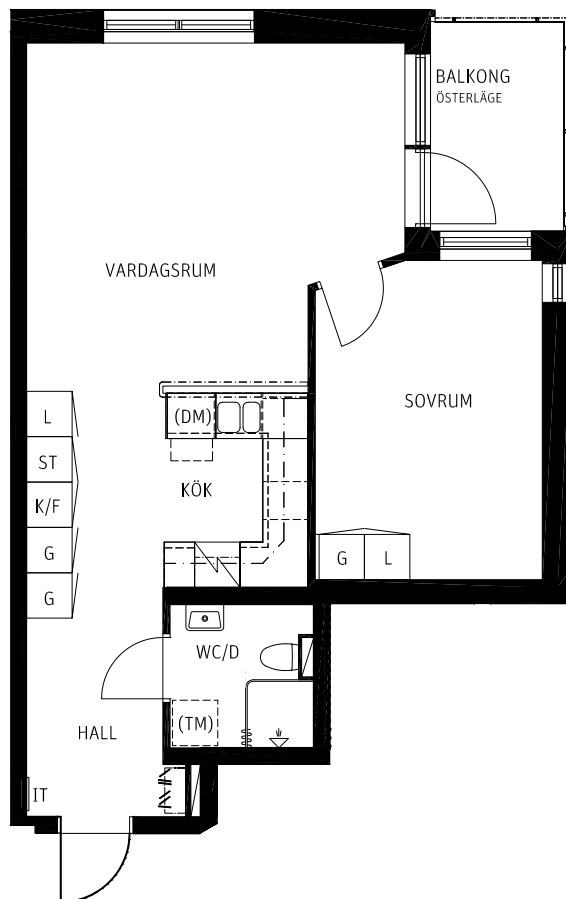 BALKONG
ÖSTERLÄGE
VARDAGSRUM
SOVRUM
L
(DM)
ST
KÖK
K/F
G
G
G L
WC/D
(TM)
HALL
IT